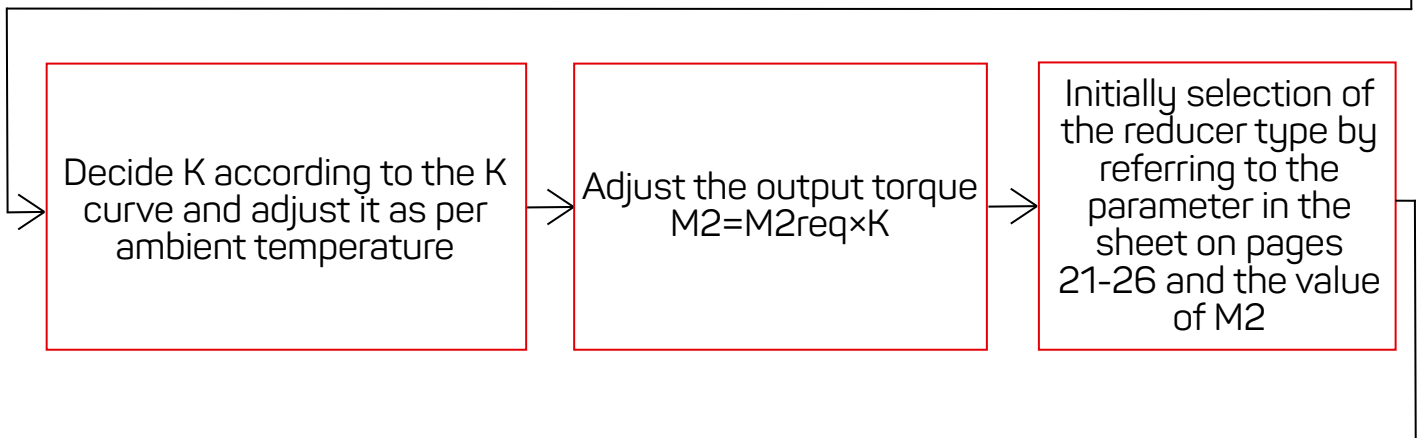 Decide K according to the K
curve and adjust it as per
ambient temperature
Adjust the output torque
M2=M2req×K
Initially selection of
the reducer type by
referring to the
parameter in the
sheet on pages
21-26 and the value
of M2